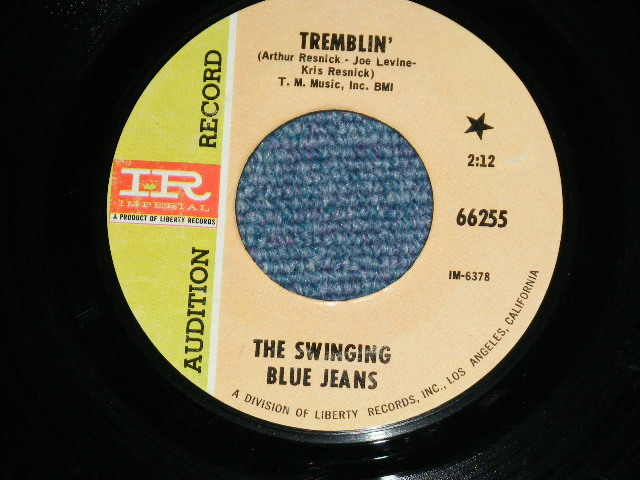 TREMBLIN'
(Arthur Resnick - Joe Levine-
Kris Resnick)
T. M. Music, Inc. BMI
AUDITION RECORD
2:12
IR
IMPERIAL
A PRODUCT OF LIBERTY RECORDS
66255
IM-6378
THE SWINGING
BLUE JEANS
A DIVISION OF LIBERTY RECORDS, INC., LOS ANGELES, CALIFORNIA